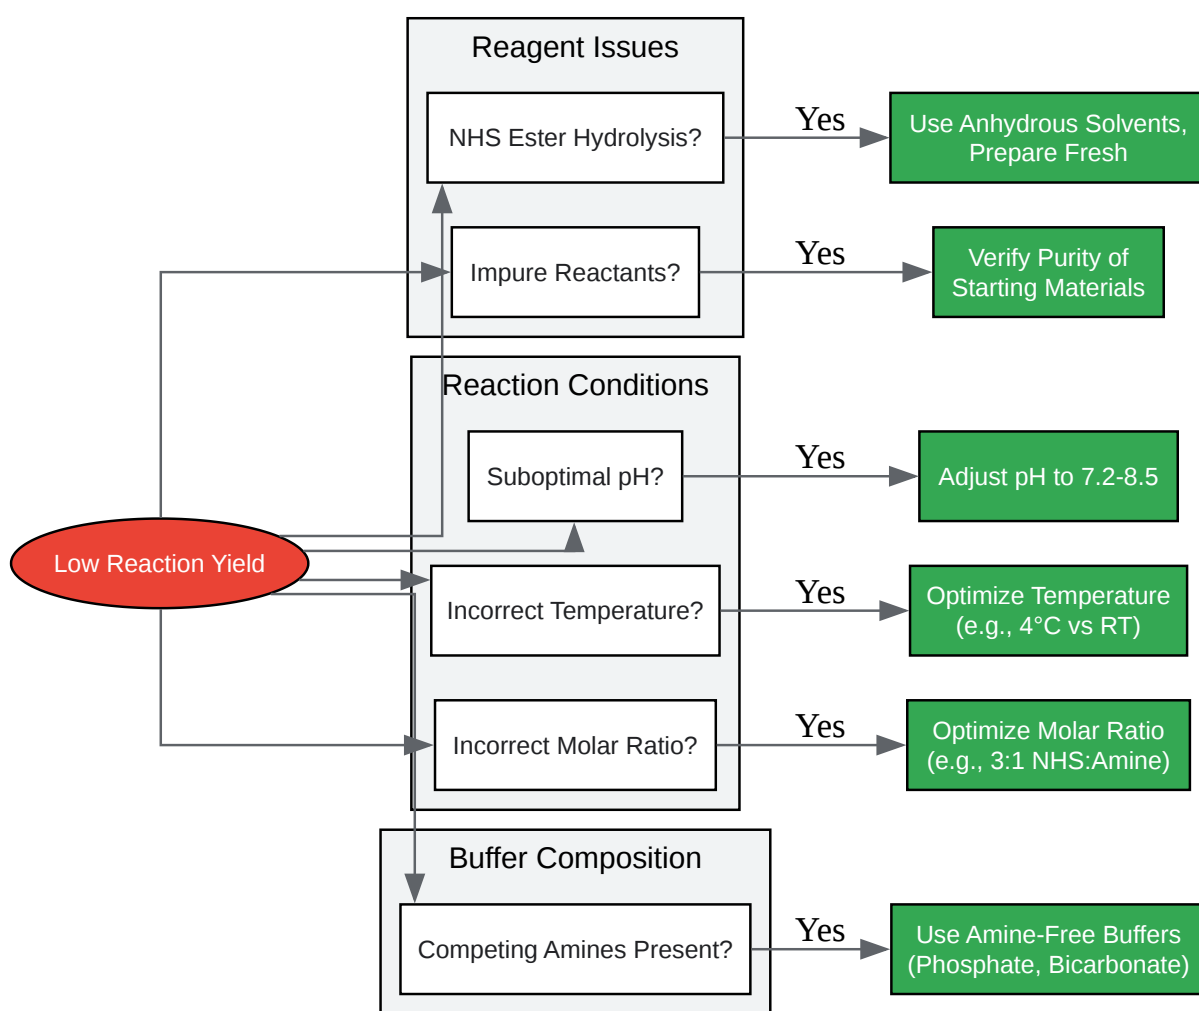 Reagent Issues
NHS Ester Hydrolysis?
Yes
Use Anhydrous Solvents,
Prepare Fresh
Impure Reactants?
Yes
Verify Purity of
Starting Materials
Reaction Conditions
Suboptimal pH?
Yes
Adjust pH to 7.2-8.5
Low Reaction Yield
Incorrect Temperature?
Yes
Optimize Temperature
(e.g., 4°C vs RT)
Incorrect Molar Ratio?
Yes
Optimize Molar Ratio
(e.g., 3:1 NHS:Amine)
Buffer Composition
Competing Amines Present?
Yes
Use Amine-Free Buffers
(Phosphate, Bicarbonate)